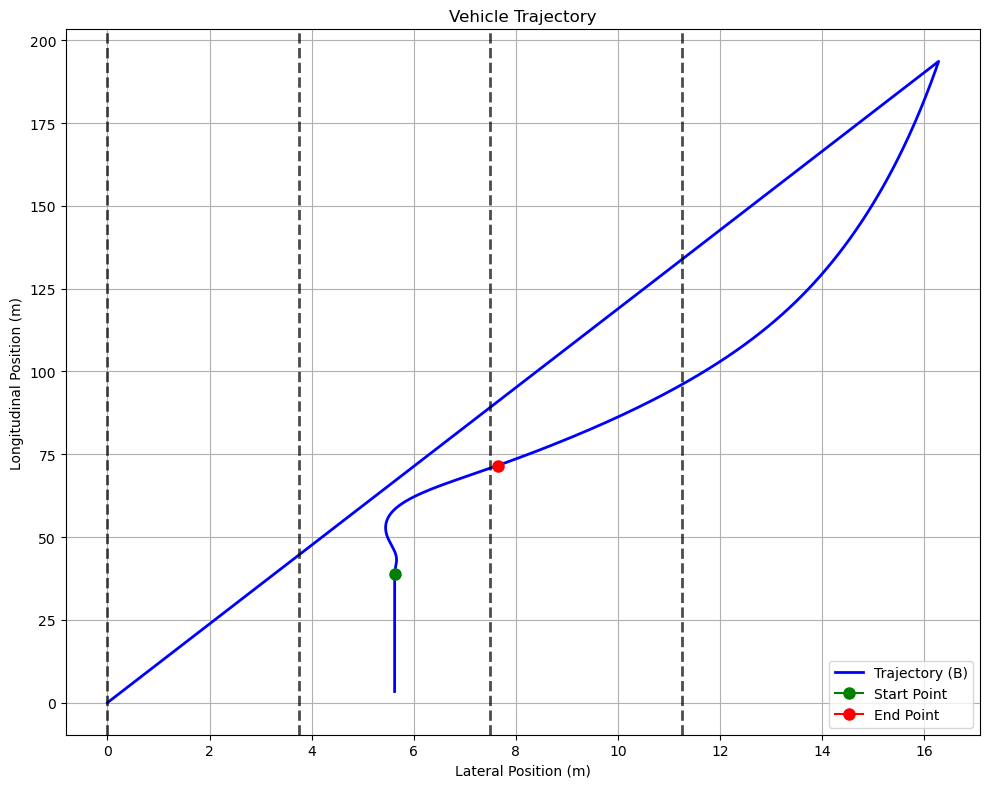 Vehicle Trajectory
Longitudinal Position (m)
200
175
150
125
100
75
50
25
0
0 2 4 6 8 10 12 14 16
Lateral Position (m)
Trajectory (B)
Start Point
End Point